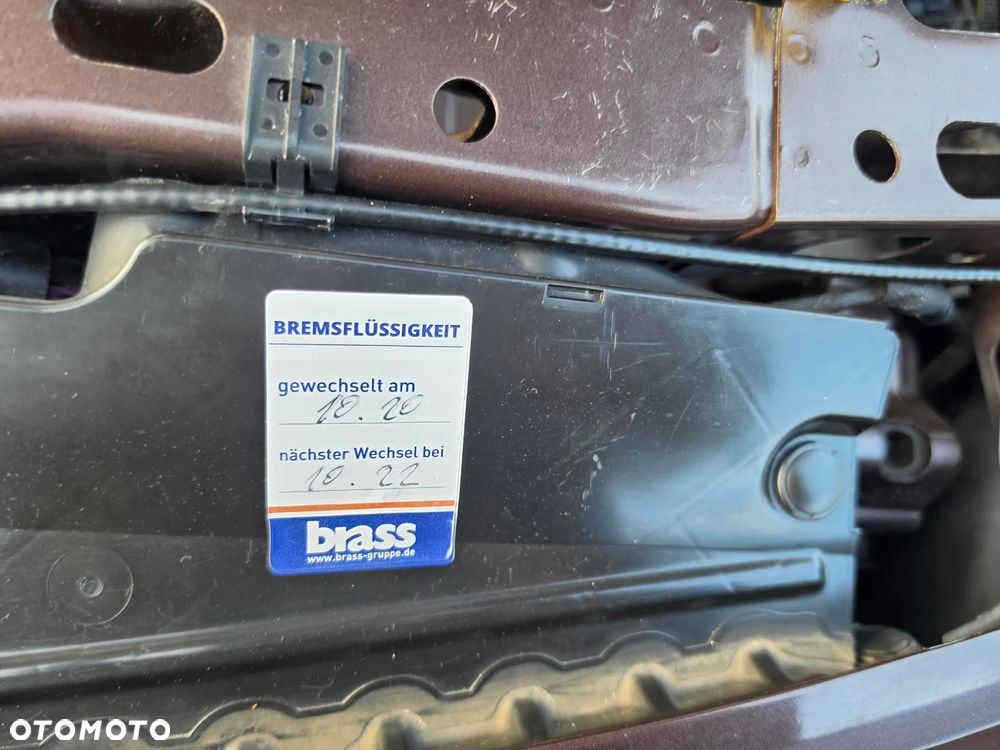 BREMSFLÜSSIGKEIT
gewechselt am
10.20
nächster Wechsel bei
10.22
brass
www.brass-gruppe.de
OTOMOTO